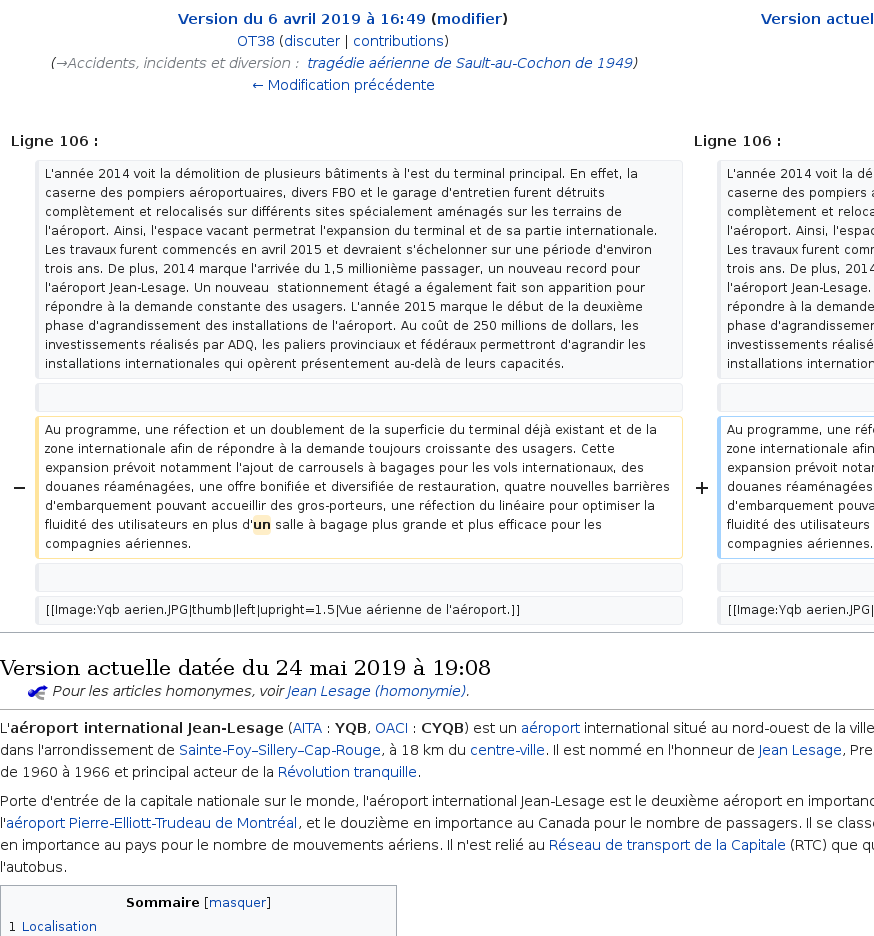 Version du 6 avril 2019 à 16:49 (modifier)
OT38 (discuter | contributions)
(→Accidents, incidents et diversion :  tragédie aérienne de Sault-au-Cochon de 1949)
← Modification précédente
Ligne 106 :
L'année 2014 voit la démolition de plusieurs bâtiments à l'est du terminal principal. En effet, la
caserne des pompiers aéroportuaires, divers FBO et le garage d'entretien furent détruits
complètement et relocalisés sur différents sites spécialement aménagés sur les terrains de
l'aéroport. Ainsi, l'espace vacant permetrat l'expansion du terminal et de sa partie internationale.
Les travaux furent commencés en avril 2015 et devraient s'échelonner sur une période d'environ
trois ans. De plus, 2014 marque l'arrivée du 1,5 millionième passager, un nouveau record pour
l'aéroport Jean-Lesage. Un nouveau  stationnement étagé a également fait son apparition pour
répondre à la demande constante des usagers. L'année 2015 marque le début de la deuxième
phase d'agrandissement des installations de l'aéroport. Au coût de 250 millions de dollars, les
investissements réalisés par ADQ, les paliers provinciaux et fédéraux permettront d'agrandir les
installations internationales qui opèrent présentement au-delà de leurs capacités.
−
Au programme, une réfection et un doublement de la superficie du terminal déjà existant et de la
zone internationale afin de répondre à la demande toujours croissante des usagers. Cette
expansion prévoit notamment l'ajout de carrousels à bagages pour les vols internationaux, des
douanes réaménagées, une offre bonifiée et diversifiée de restauration, quatre nouvelles barrières
d'embarquement pouvant accueillir des gros-porteurs, une réfection du linéaire pour optimiser la
fluidité des utilisateurs en plus d'un salle à bagage plus grande et plus efficace pour les
compagnies aériennes.
[[Image:Yqb aerien.JPG|thumb|left|upright=1.5|Vue aérienne de l'aéroport.]]
Version actuel
Ligne 106 :
L'année 2014 voit la dé
caserne des pompiers a
complètement et reloca
l'aéroport. Ainsi, l'espac
Les travaux furent comm
trois ans. De plus, 2014
l'aéroport Jean-Lesage.
répondre à la demande
phase d'agrandissemen
investissements réalisé
installations internation
+
Au programme, une réfe
zone internationale afin
expansion prévoit notam
douanes réaménagées
d'embarquement pouva
fluidité des utilisateurs
compagnies aériennes.
[[Image:Yqb aerien.JPG|
Version actuelle datée du 24 mai 2019 à 19:08
Pour les articles homonymes, voir Jean Lesage (homonymie).
L'aéroport international Jean-Lesage (AITA : YQB, OACI : CYQB) est un aéroport international situé au nord-ouest de la ville
dans l'arrondissement de Sainte-Foy–Sillery–Cap-Rouge, à 18 km du centre-ville. Il est nommé en l'honneur de Jean Lesage, Pre
de 1960 à 1966 et principal acteur de la Révolution tranquille.
Porte d'entrée de la capitale nationale sur le monde, l'aéroport international Jean-Lesage est le deuxième aéroport en importanc
l'aéroport Pierre-Elliott-Trudeau de Montréal, et le douzième en importance au Canada pour le nombre de passagers. Il se class
en importance au pays pour le nombre de mouvements aériens. Il n'est relié au Réseau de transport de la Capitale (RTC) que qu
l'autobus.
Sommaire [masquer]
1 Localisation